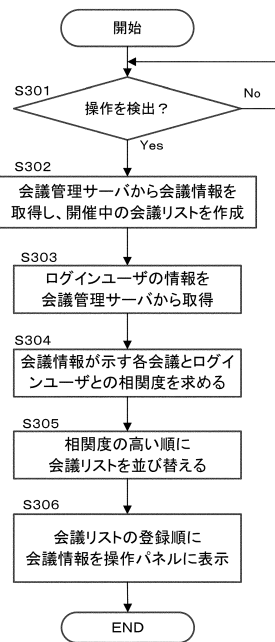 開始
S301
操作を検出？
No
Yes
S302
会議管理サーバから会議情報を
取得し、開催中の会議リストを作成
S303
ログインユーザの情報を
会議管理サーバから取得
S304
会議情報が示す各会議とログイ
ンユーザとの相関度を求める
S305
相関度の高い順に
会議リストを並び替える
S306
会議リストの登録順に
会議情報を操作パネルに表示
END